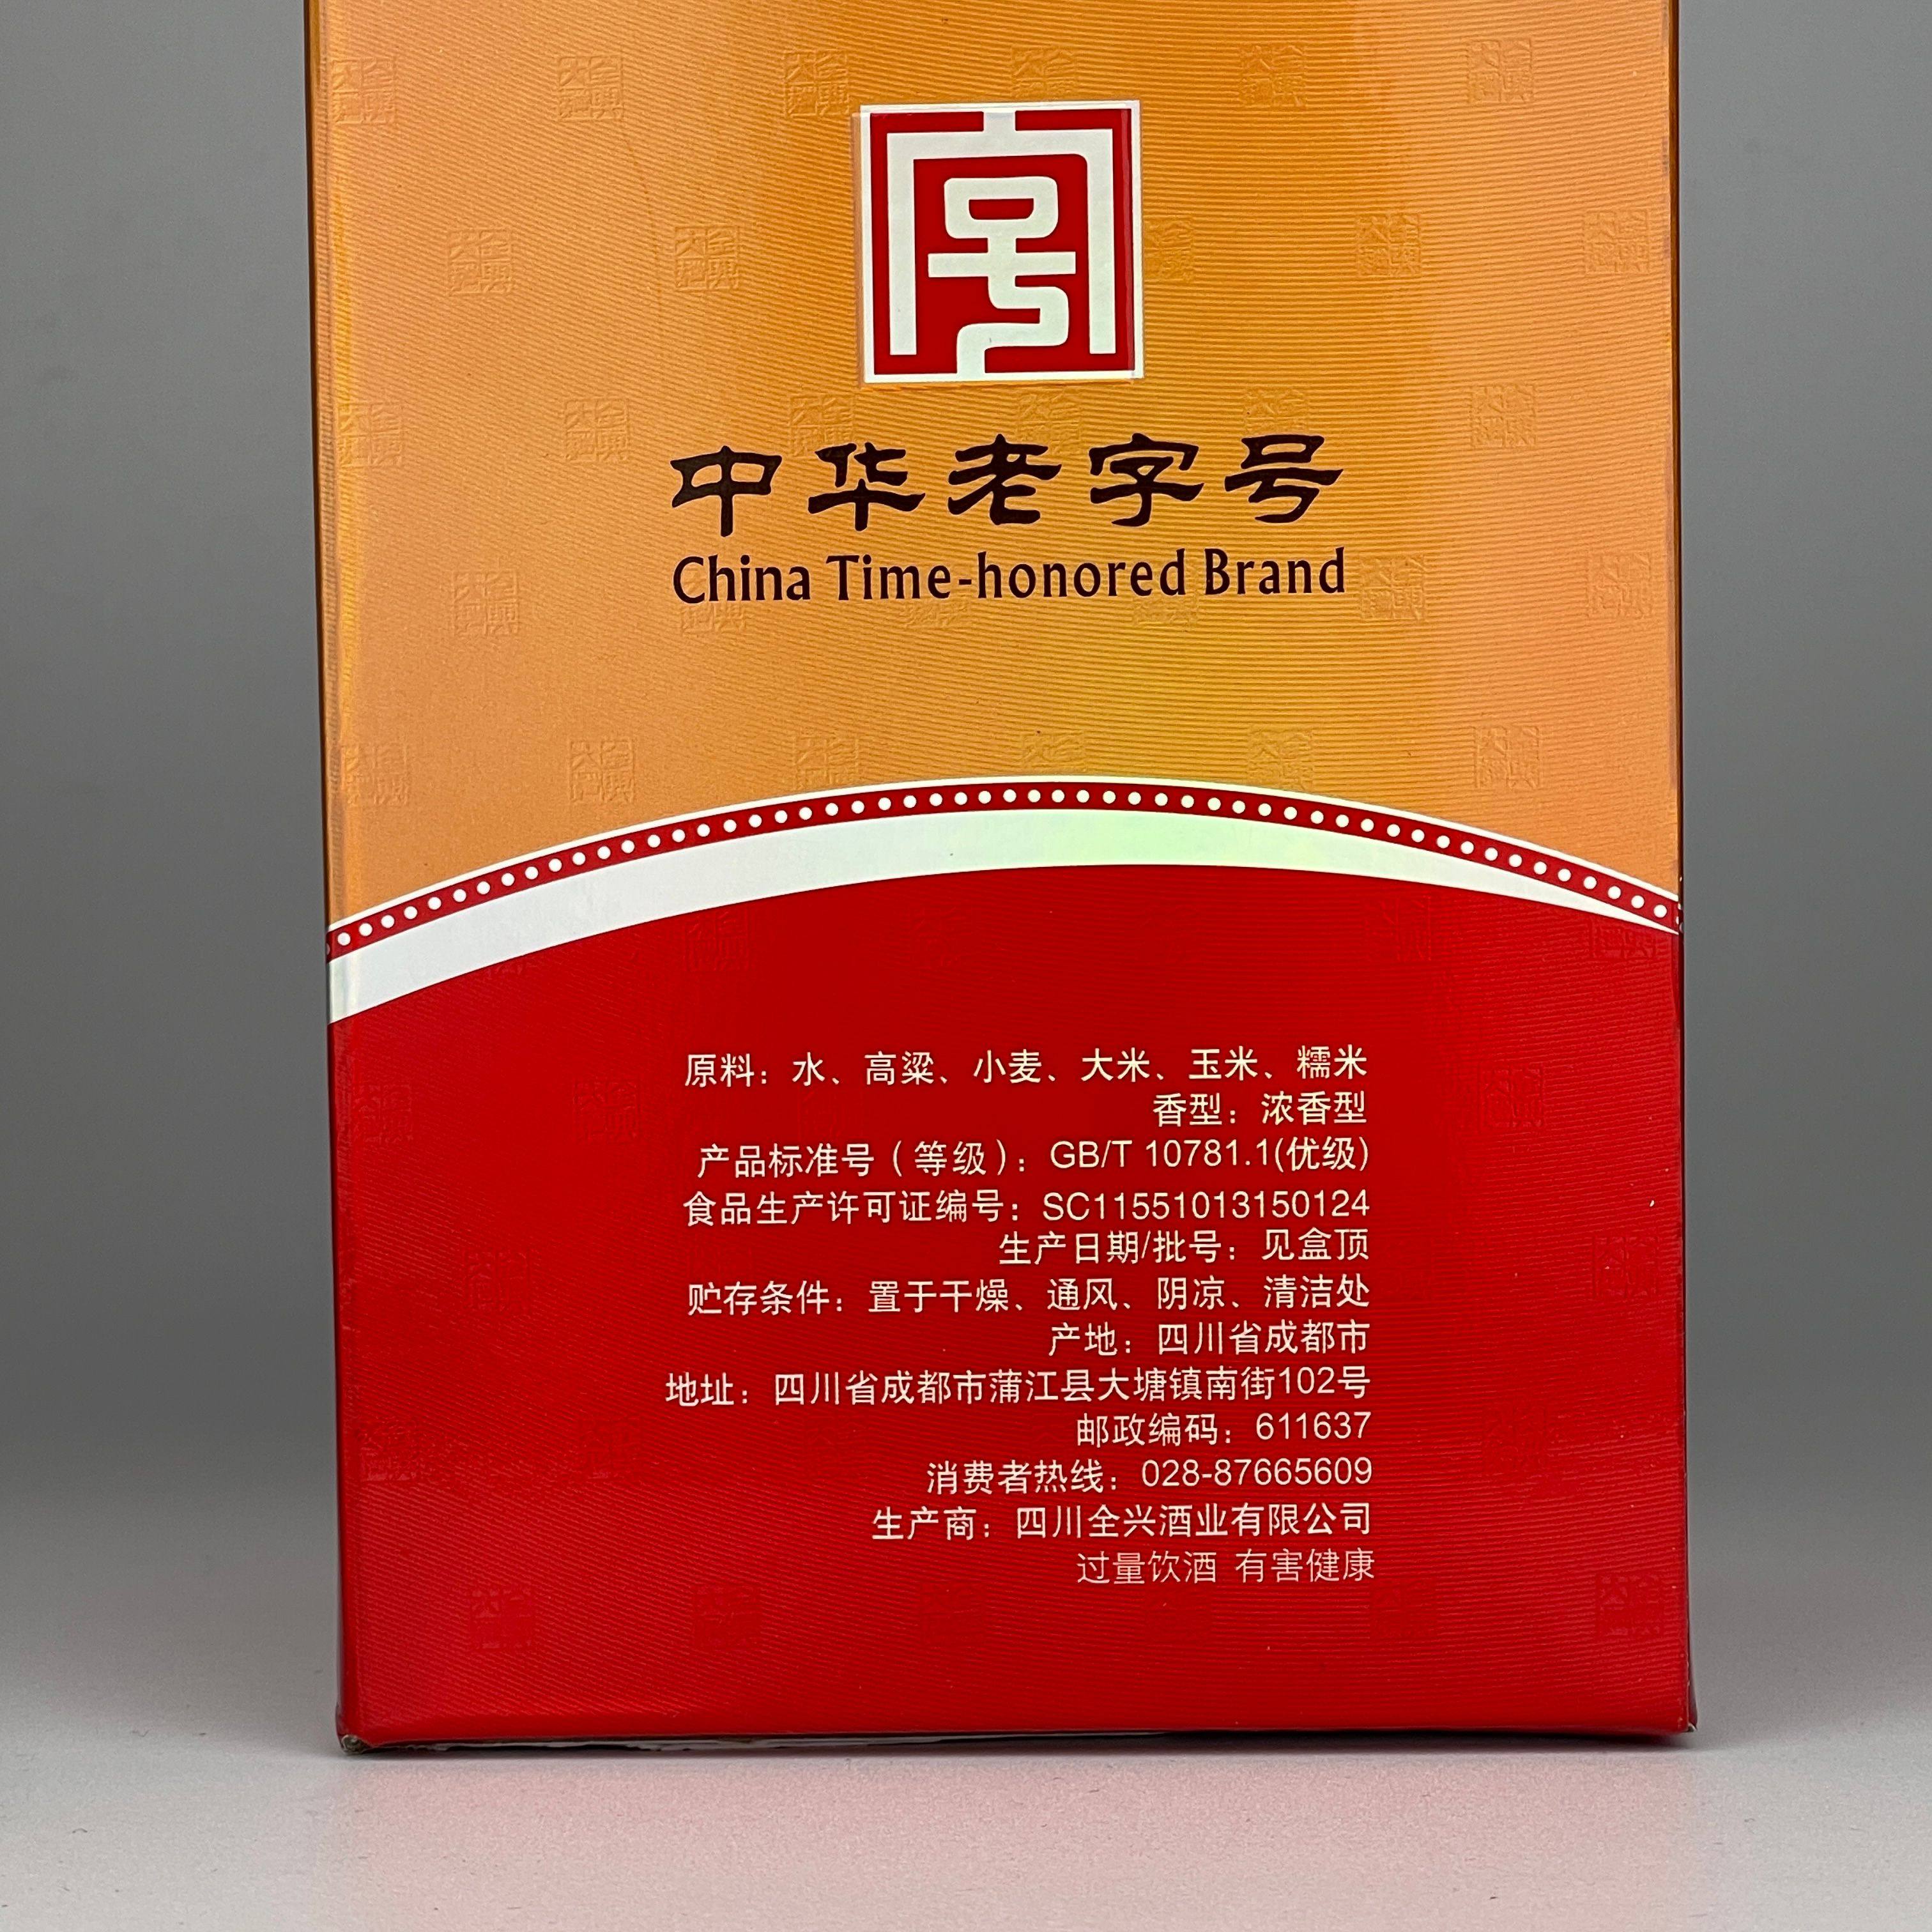 中华老字号
China Time-honored Brand
原料：水、高粱、小麦、大米、玉米、糯米
香型：浓香型
产品标准号（等级）：GB/T 10781.1(优级)
食品生产许可证编号：SC11551013150124
生产日期/批号：见盒顶
贮存条件：置于干燥、通风、阴凉、清洁处
产地：四川省成都市
地址：四川省成都市蒲江县大塘镇南街102号
邮政编码：611637
消费者热线：028-87665609
生产商：四川全兴酒业有限公司
过量饮酒 有害健康